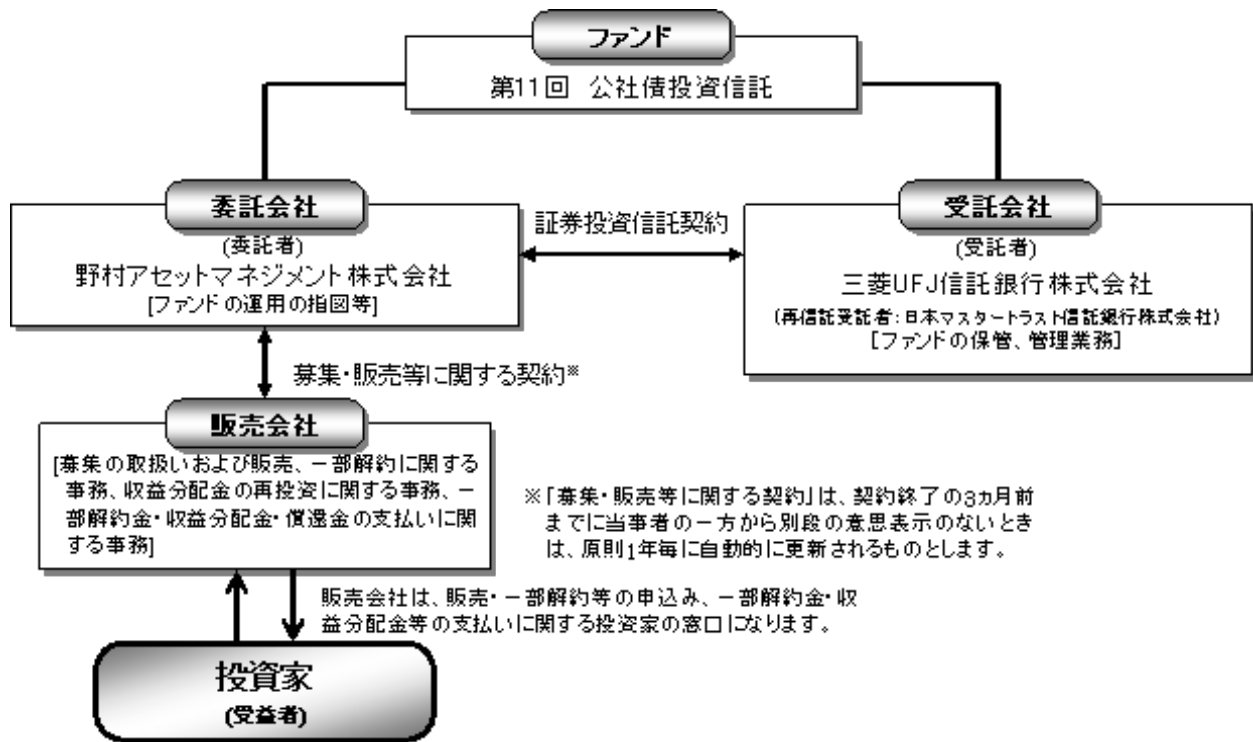 ファンド
第11回 公社債投資信託
委託会社
(委託者)
野村アセットマネジメント株式会社
[ファンドの運用の指図等]
証券投資信託契約
受託会社
(受託者)
三菱UFJ信託銀行株式会社
(再信託受託者:日本マスタートラスト信託銀行株式会社)
[ファンドの保管、管理業務]
募集・販売等に関する契約※
販売会社
[募集の取扱いおよび販売、一部解約に関する
事務、収益分配金の再投資に関する事務、一
部解約金・収益分配金・償還金の支払いに関
する事務]
※「募集・販売等に関する契約」は、契約終了の3ヵ月前
までに当事者の一方から別段の意思表示のないとき
は、原則1年毎に自動的に更新されるものとします。
販売会社は、販売・一部解約等の申込み、一部解約金・収
益分配金等の支払いに関する投資家の窓口になります。
投資家
(受益者)